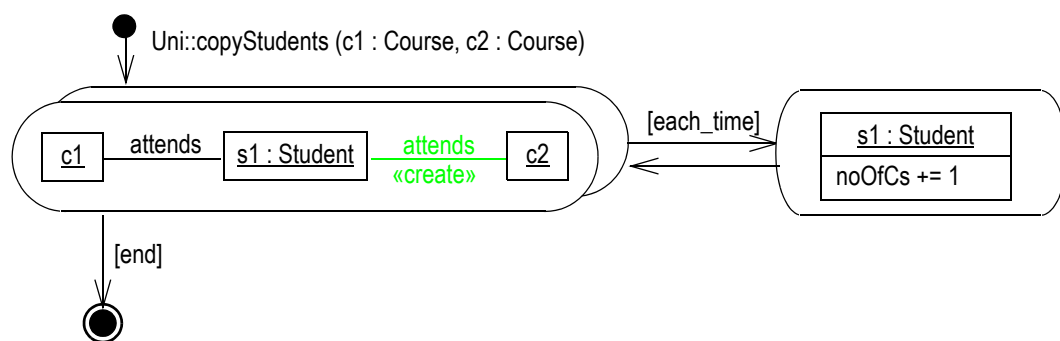 Uni::copyStudents (c1 : Course, c2 : Course)
c1
attends
s1 : Student
attends
«create»
c2
[each_time]
s1 : Student
noOfCs += 1
[end]